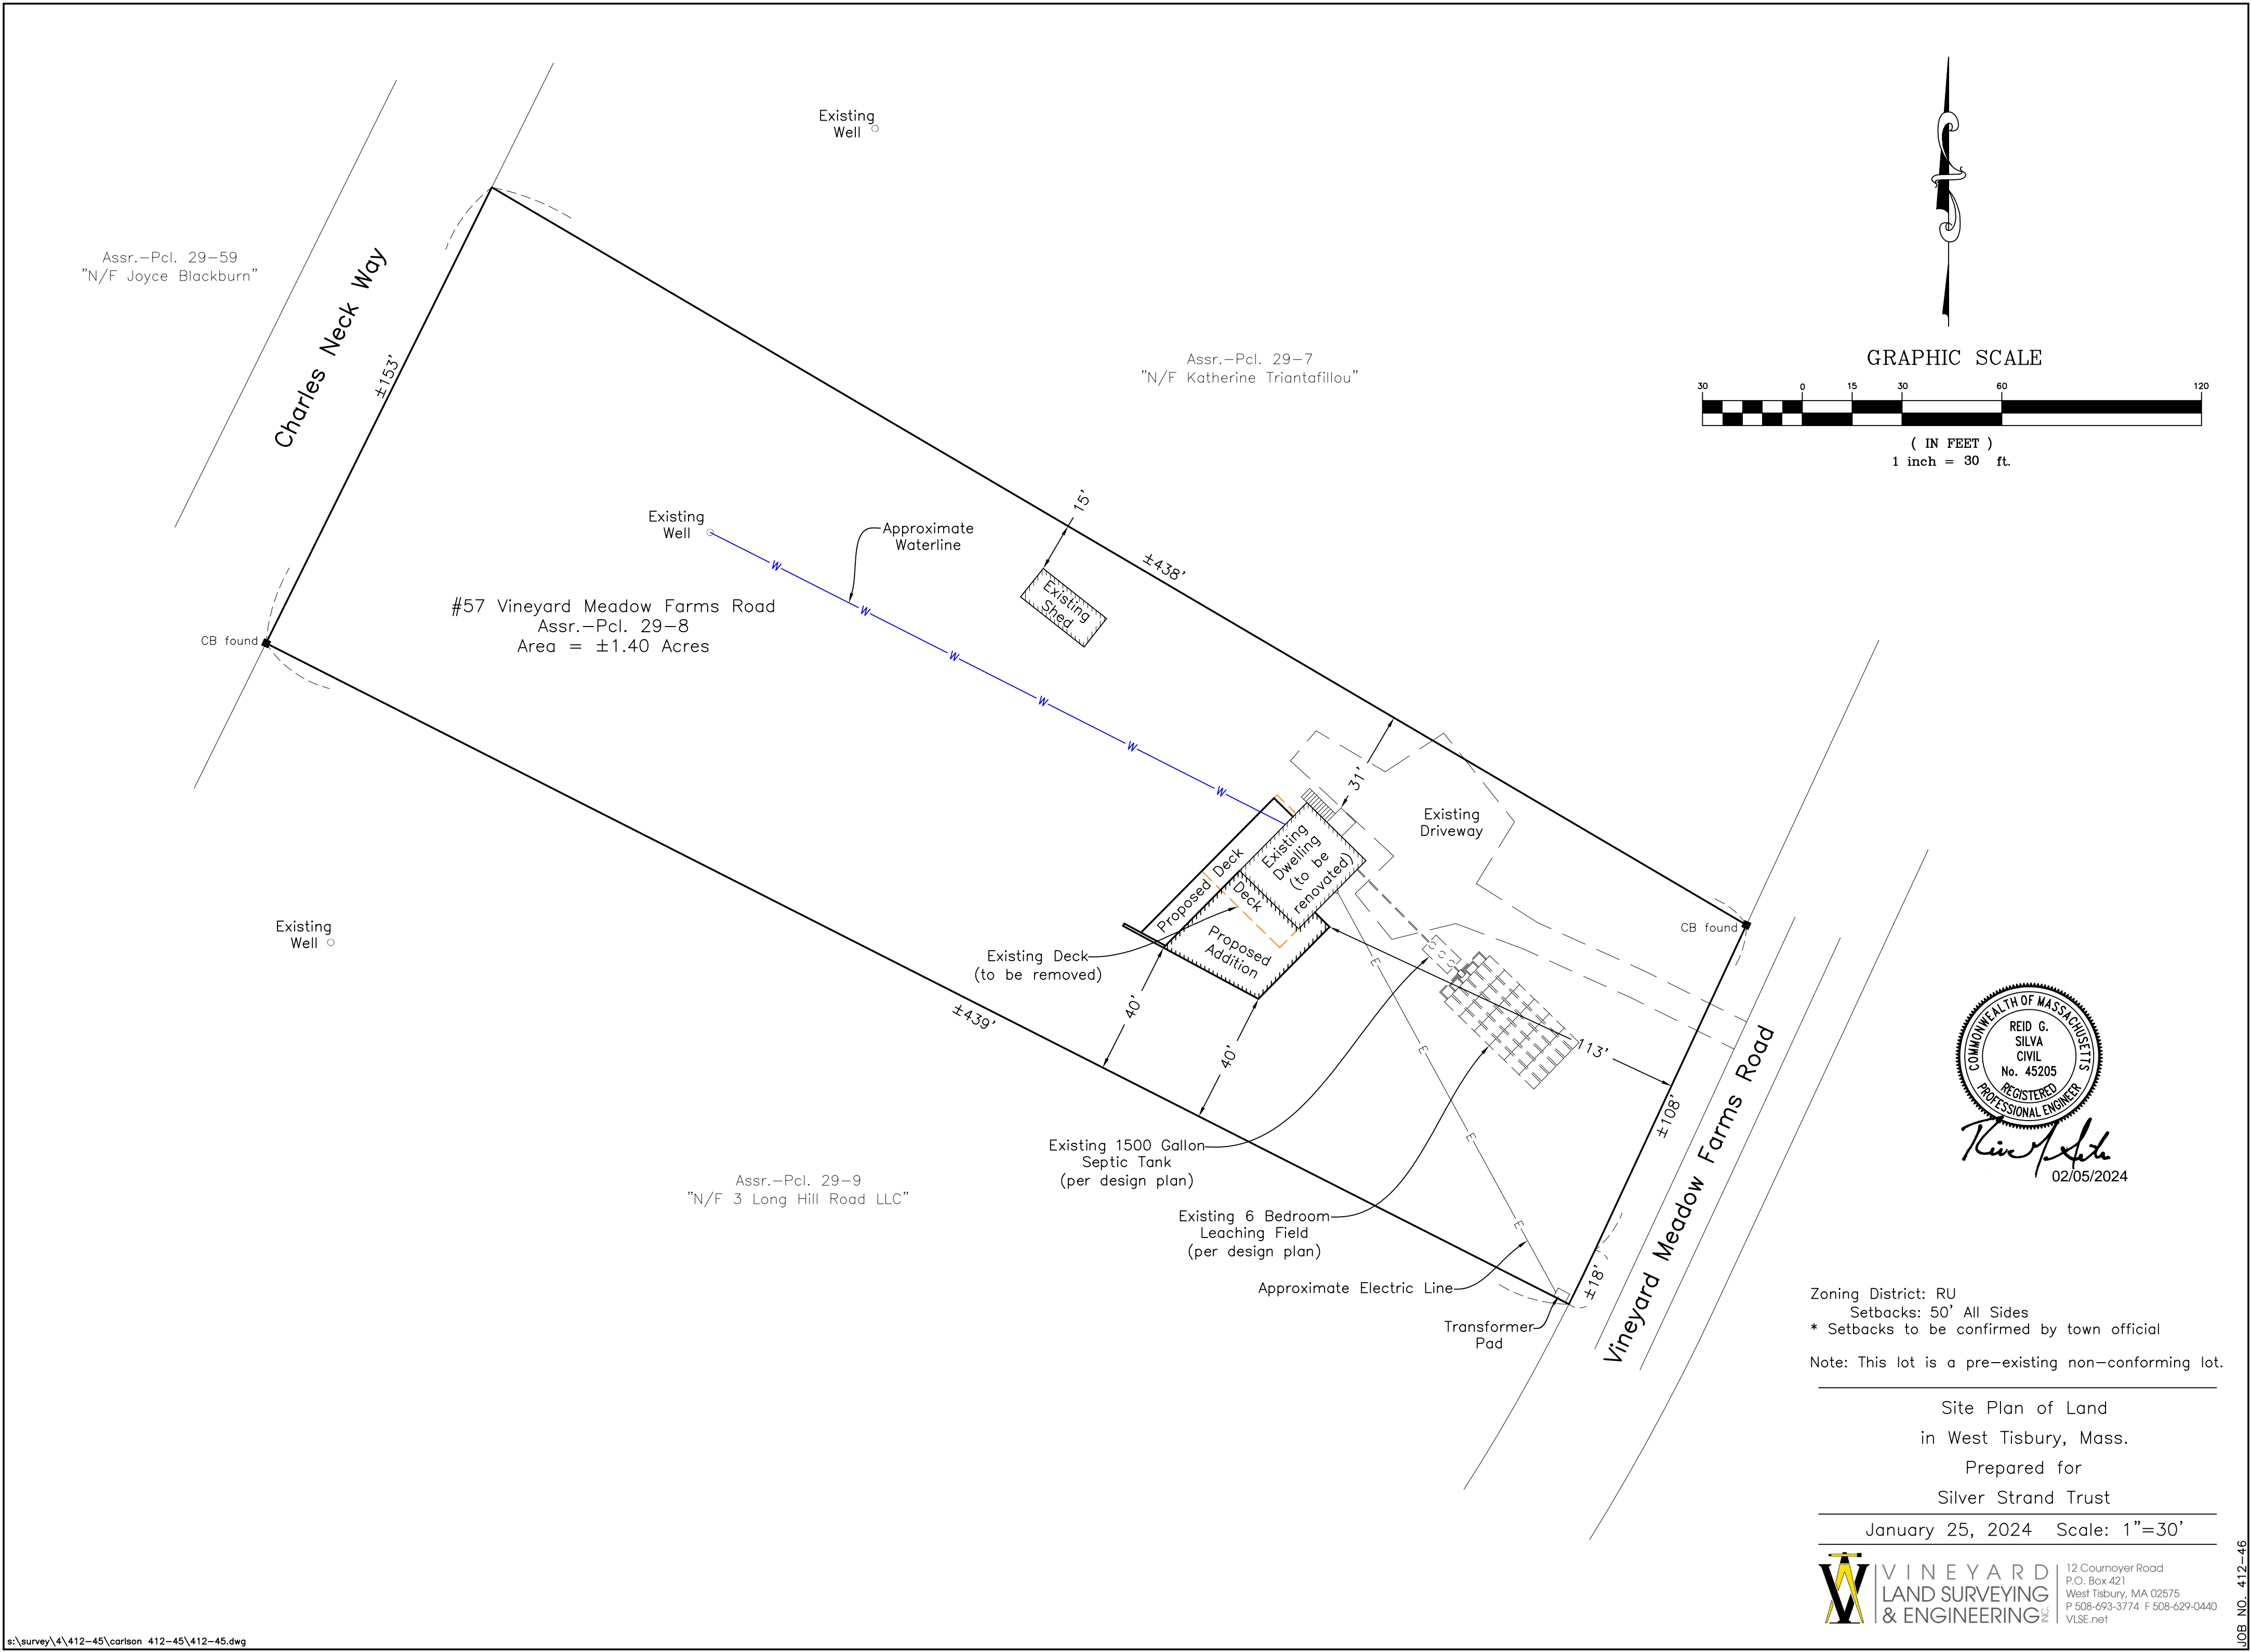 Existing
Well
Assr.-Pcl. 29-59
"N/F Joyce Blackburn"
Charles Neck Way
±153'
Assr.-Pcl. 29-7
"N/F Katherine Triantafillou"
GRAPHIC SCALE
30 0 15 30 60 120
( IN FEET )
1 inch = 30 ft.
15'
±438'
Existing
Well
Approximate
Waterline
W W W W W W
Existing
Shed
#57 Vineyard Meadow Farms Road
Assr.-Pcl. 29-8
Area = ±1.40 Acres
CB found
31'
Existing
Driveway
Existing
Dwelling
(to be
renovated)
Proposed Deck
Deck
Proposed
Addition
Existing Deck
(to be removed)
CB found
Existing
Well
40'
40'
±439'
113'
±108'
E E E E
Existing 1500 Gallon
Septic Tank
(per design plan)
Existing 6 Bedroom
Leaching Field
(per design plan)
Approximate Electric Line
Transformer
Pad
±18'
Vineyard Meadow Farms Road
Assr.-Pcl. 29-9
"N/F 3 Long Hill Road LLC"
COMMONWEALTH OF MASSACHUSETTS
REID G.
SILVA
CIVIL
No. 45205
REGISTERED
PROFESSIONAL ENGINEER
02/05/2024
Zoning District: RU
Setbacks: 50' All Sides
* Setbacks to be confirmed by town official
Note: This lot is a pre-existing non-conforming lot.
Site Plan of Land
in West Tisbury, Mass.
Prepared for
Silver Strand Trust
January 25, 2024 Scale: 1"=30'
VINEYARD
LAND SURVEYING
& ENGINEERING INC.
12 Cournoyer Road
P.O. Box 421
West Tisbury, MA 02575
P 508-693-3774 F 508-629-0440
VLSE.net
JOB NO. 412-46
s:\survey\4\412-45\carlson 412-45\412-45.dwg